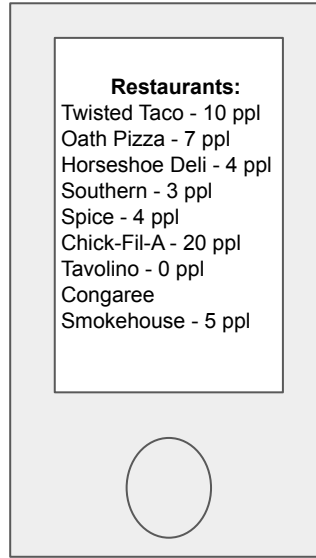 Restaurants:
Twisted Taco - 10 ppl
Oath Pizza - 7 ppl
Horseshoe Deli - 4 ppl
Southern - 3 ppl
Spice - 4 ppl
Chick-Fil-A - 20 ppl
Tavolino - 0 ppl
Congaree
Smokehouse - 5 ppl